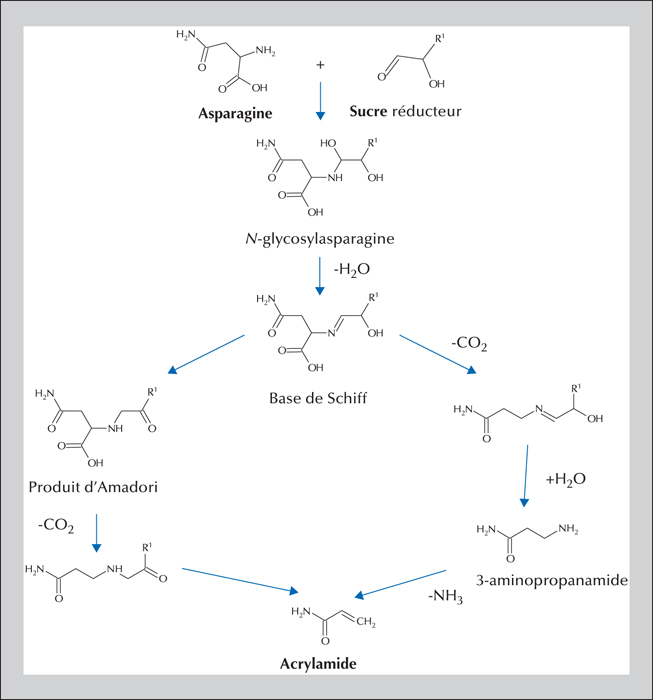 H₂N
NH₂
O
O
OH
R¹
O
OH
+
Asparagine
Sucre réducteur
H₂N
HO
R¹
O
NH
OH
O
OH
N-glycosylasparagine
-H₂O
H₂N
R¹
O
N
OH
O
OH
-CO₂
Base de Schiff
H₂N
R¹
O
NH
O
O
OH
Produit d’Amadori
R¹
H₂N
N
OH
O
+H₂O
-CO₂
H₂N
NH₂
O
3-aminopropanamide
R¹
H₂N
NH
O
O
-NH₃
H₂N
CH₂
O
Acrylamide